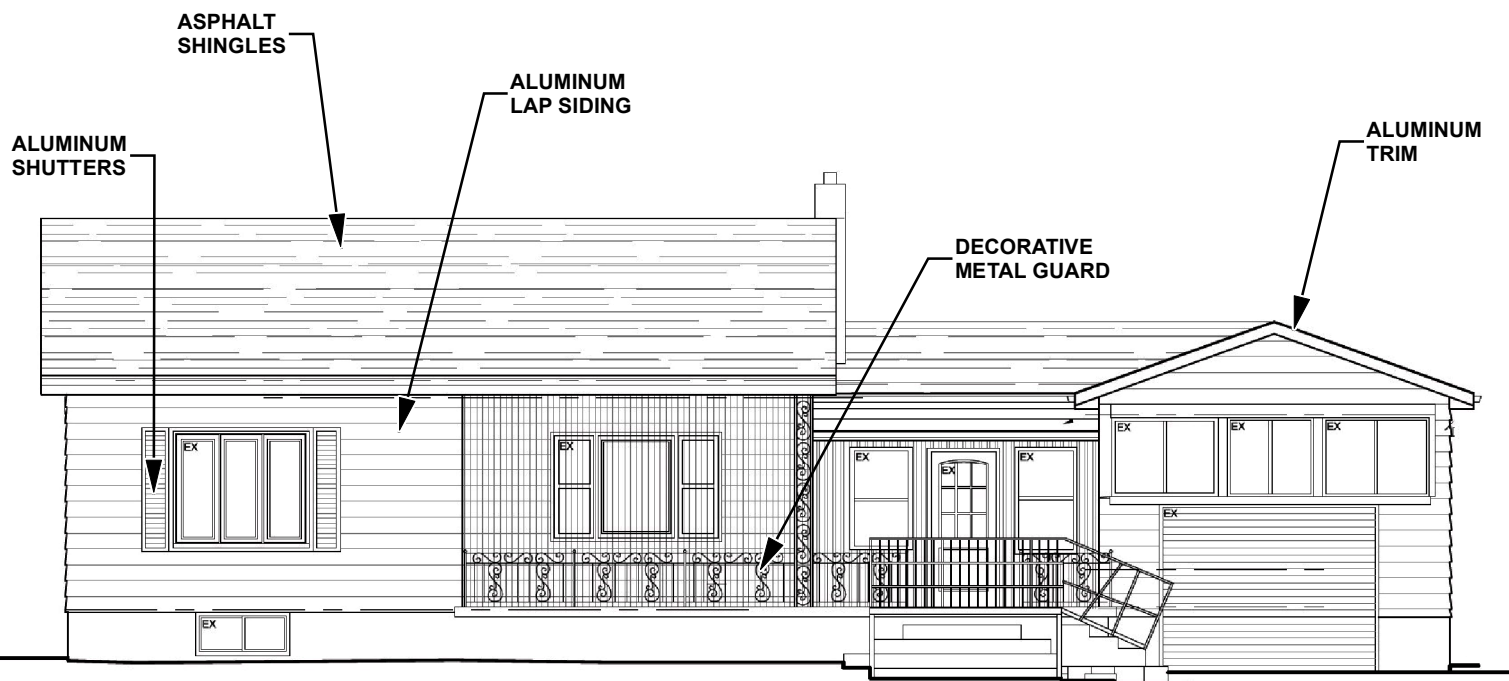 ASPHALT
SHINGLES
ALUMINUM
LAP SIDING
ALUMINUM
SHUTTERS
ALUMINUM
TRIM
DECORATIVE
METAL GUARD
EX
EX
EX
EX
EX
EX
EX
EX
EX
EX